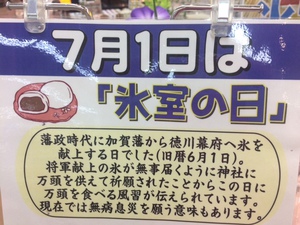 7月1日は
「氷室の日」
藩政時代に加賀藩から徳川幕府へ氷を
献上する日でした(旧暦6月1日)。
将軍献上の氷が無事届くように神社に
万頭を供えて祈願されたことからこの日に
万頭を食べる風習が伝えられています。
現在では無病息災を願う意味もあります。